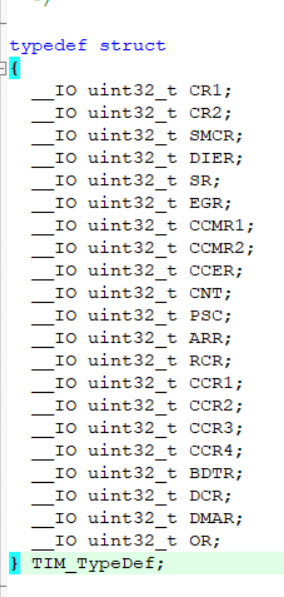 */
typedef struct
{
__IO uint32_t CR1;
__IO uint32_t CR2;
__IO uint32_t SMCR;
__IO uint32_t DIER;
__IO uint32_t SR;
__IO uint32_t EGR;
__IO uint32_t CCMR1;
__IO uint32_t CCMR2;
__IO uint32_t CCER;
__IO uint32_t CNT;
__IO uint32_t PSC;
__IO uint32_t ARR;
__IO uint32_t RCR;
__IO uint32_t CCR1;
__IO uint32_t CCR2;
__IO uint32_t CCR3;
__IO uint32_t CCR4;
__IO uint32_t BDTR;
__IO uint32_t DCR;
__IO uint32_t DMAR;
__IO uint32_t OR;
} TIM_TypeDef;